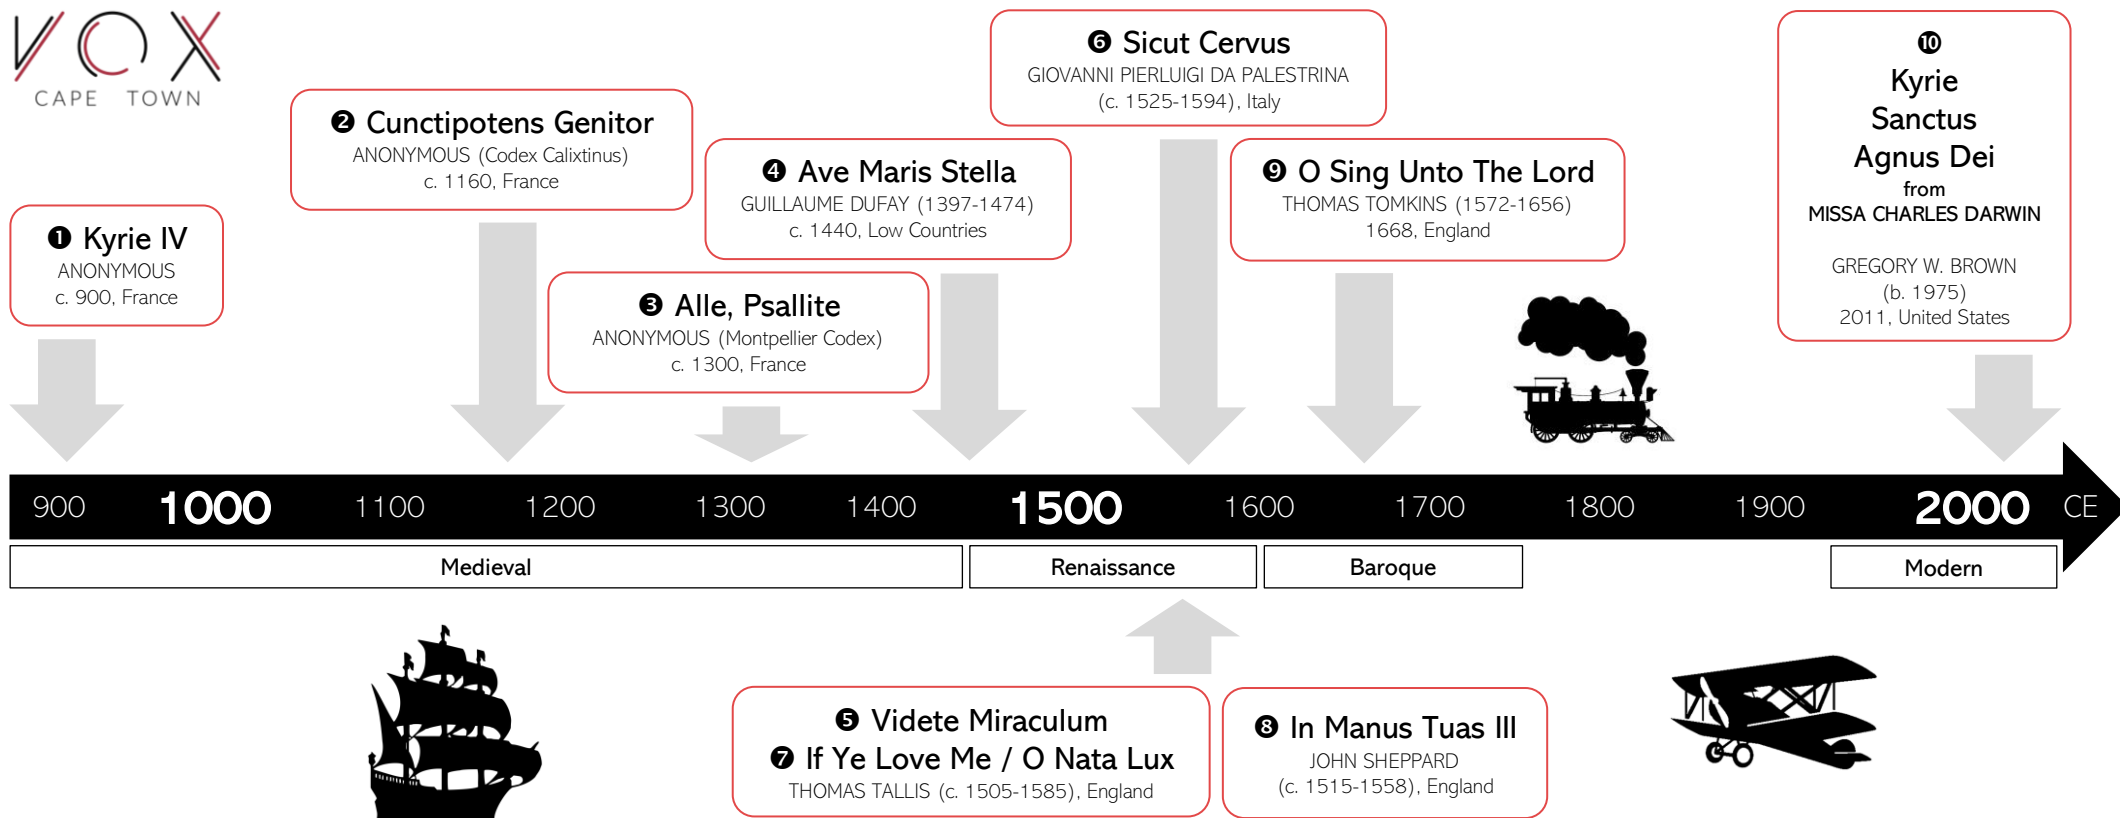 VOX
CAPE TOWN
❶ Kyrie IV
ANONYMOUS
c. 900, France
❷ Cunctipotens Genitor
ANONYMOUS (Codex Calixtinus)
c. 1160, France
❸ Alle, Psallite
ANONYMOUS (Montpellier Codex)
c. 1300, France
❹ Ave Maris Stella
GUILLAUME DUFAY (1397-1474)
c. 1440, Low Countries
❻ Sicut Cervus
GIOVANNI PIERLUIGI DA PALESTRINA
(c. 1525-1594), Italy
❾ O Sing Unto The Lord
THOMAS TOMKINS (1572-1656)
1668, England
❿
Kyrie
Sanctus
Agnus Dei
from
MISSA CHARLES DARWIN
GREGORY W. BROWN
(b. 1975)
2011, United States
900 1000 1100 1200 1300 1400 1500 1600 1700 1800 1900 2000 CE
Medieval Renaissance Baroque Modern
❺ Videte Miraculum
❼ If Ye Love Me / O Nata Lux
THOMAS TALLIS (c. 1505-1585), England
❽ In Manus Tuas III
JOHN SHEPPARD
(c. 1515-1558), England